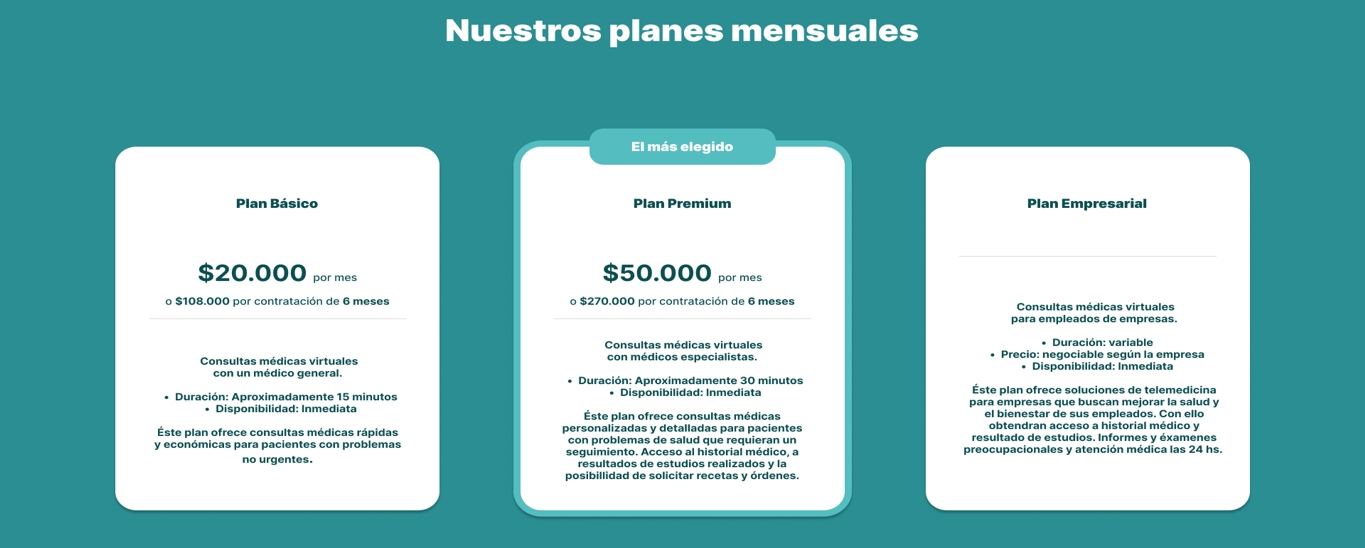 Nuestros planes mensuales
Plan Básico
$20.000 por mes
o $108.000 por contratación de 6 meses
Consultas médicas virtuales
con un médico general.
• Duración: Aproximadamente 15 minutos
• Disponibilidad: Inmediata
Éste plan ofrece consultas médicas rápidas
y económicas para pacientes con problemas
no urgentes.
El más elegido
Plan Premium
$50.000 por mes
o $270.000 por contratación de 6 meses
Consultas médicas virtuales
con médicos especialistas.
• Duración: Aproximadamente 30 minutos
• Disponibilidad: Inmediata
Éste plan ofrece consultas médicas
personalizadas y detalladas para pacientes
con problemas de salud que requieran un
seguimiento. Acceso al historial médico, a
resultados de estudios realizados y la
posibillidad de solicitar recetas y órdenes.
Plan Empresarial
Consultas médicas virtuales
para empleados de empresas.
• Duración: variable
• Precio: negociable según la empresa
• Disponibilidad: Inmediata
Éste plan ofrece soluciones de telemedicina
para empresas que buscan mejorar la salud y
el bienestar de sus empleados. Con ello
obtendran acceso a historial médico y
resultado de estudios. Informes y éxamenes
preocupacionales y atención médica las 24 hs.